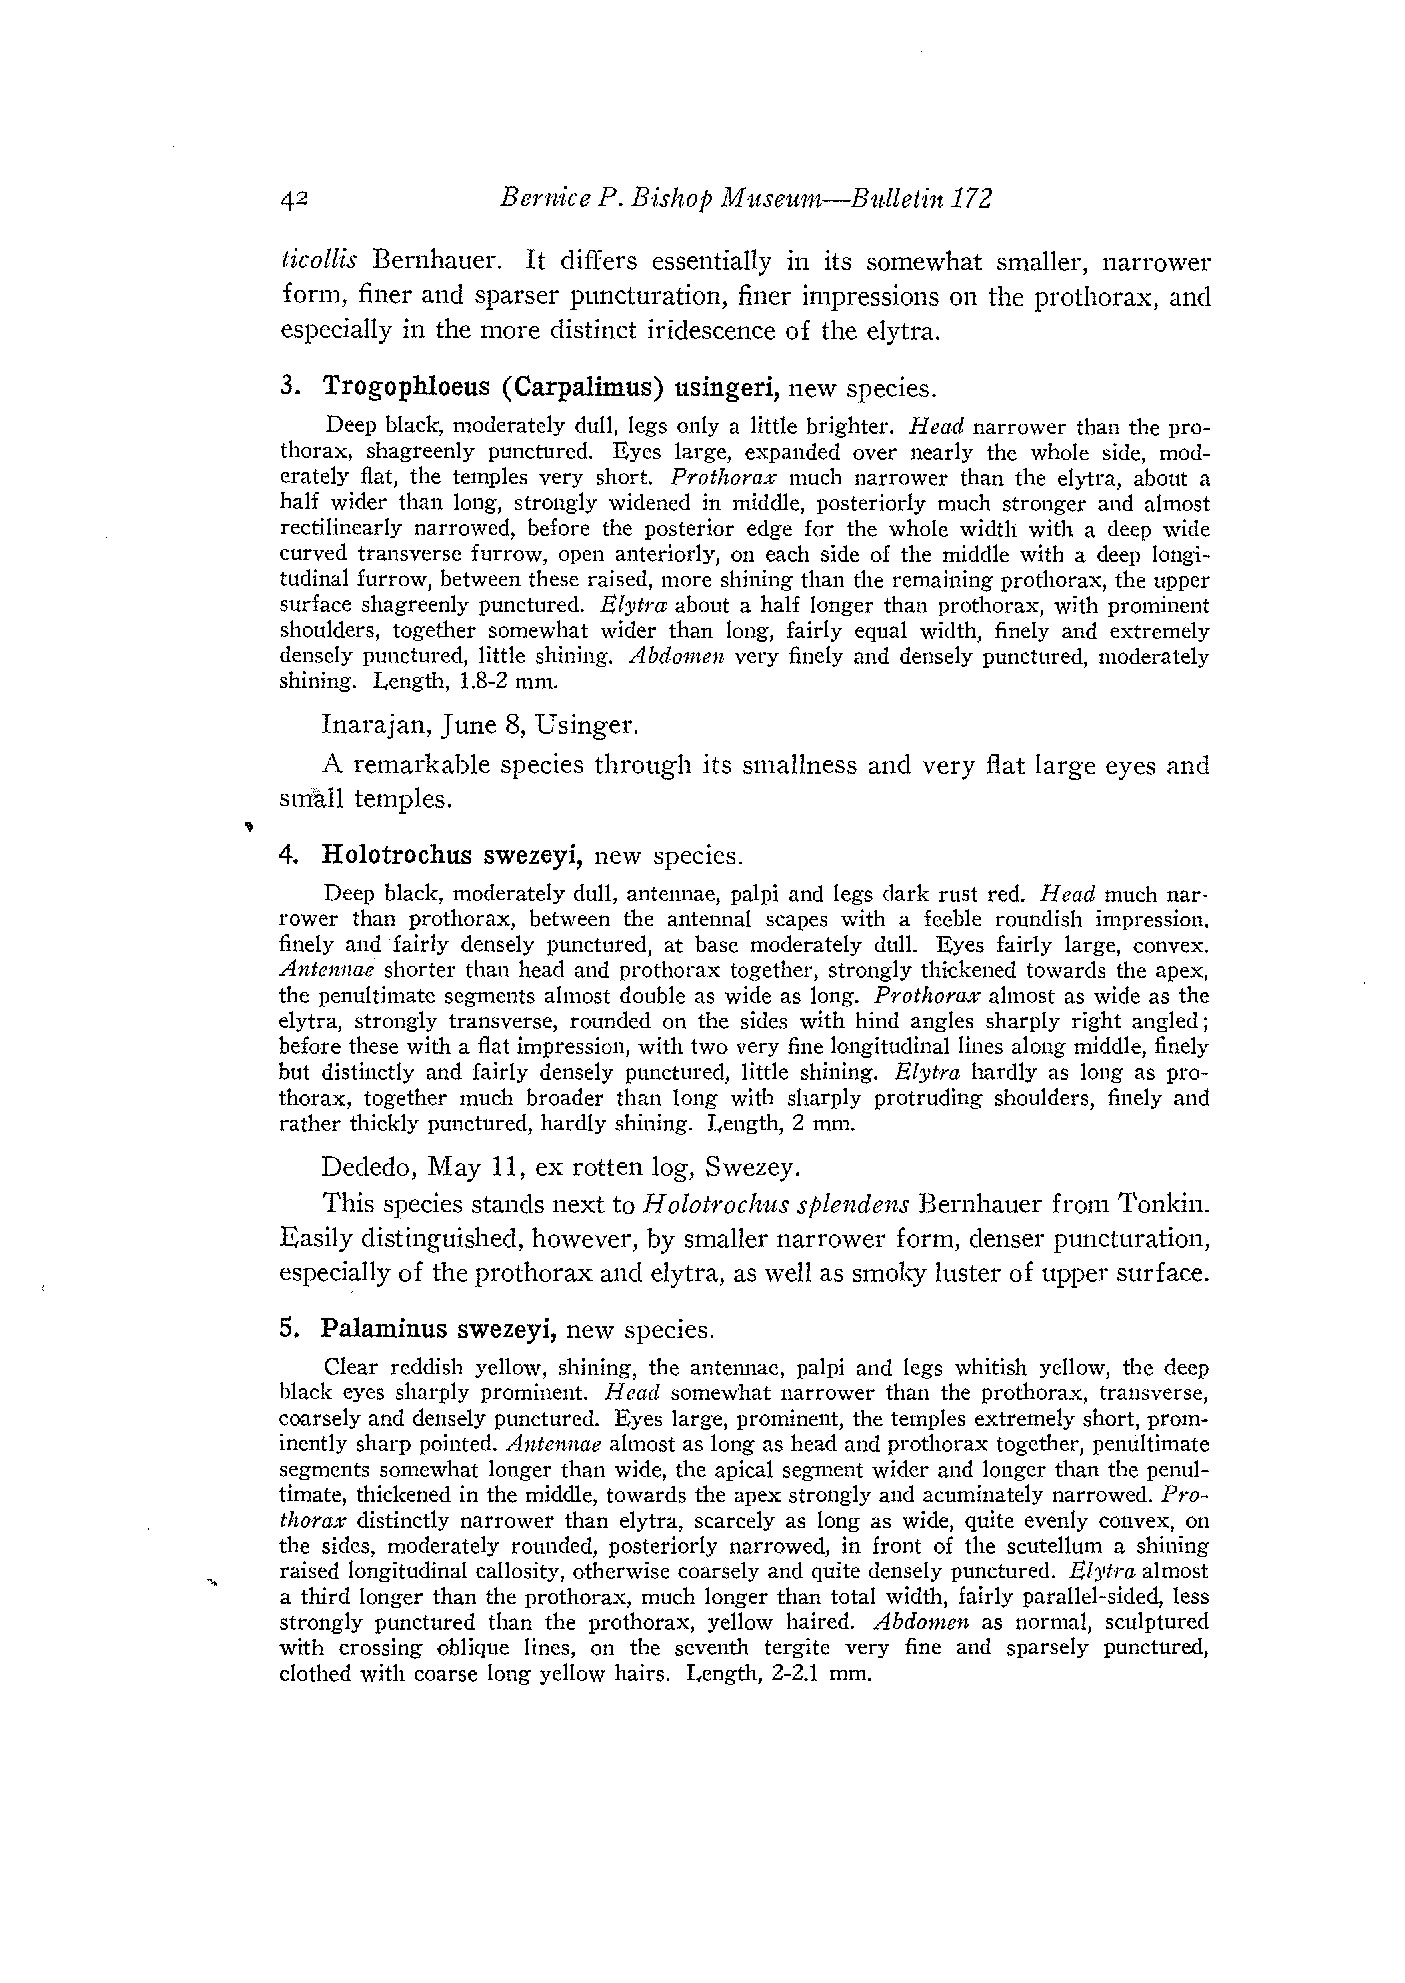 42 Bernice P. Bishop Museum—Bulletin 172
ticollis Bernhauer. It differs essentially in its somewhat smaller, narrower
form, finer and sparser puncturation, finer impressions on the prothorax, and
especially in the more distinct iridescence of the elytra.
3. Trogophloeus (Carpalimus) usingeri, new species.
Deep black, moderately dull, legs only a little brighter. Head narrower than the pro-
thorax, shagreenly punctured. Eyes large, expanded over nearly the whole side, mod-
erately flat, the temples very short. Prothorax much narrower than the elytra, about a
half wider than long, strongly widened in middle, posteriorly much stronger and almost
rectilinearly narrowed, before the posterior edge for the whole width with a deep wide
curved transverse furrow, open anteriorly, on each side of the middle with a deep longi-
tudinal furrow, between these raised, more shining than the remaining prothorax, the upper
surface shagreenly punctured. Elytra about a half longer than prothorax, with prominent
shoulders, together somewhat wider than long, fairly equal width, finely and extremely
densely punctured, little shining. Abdomen very finely and densely punctured, moderately
shining. Length, 1.8-2 mm.
Inarajan, June 8, Usinger.
A remarkable species through its smallness and very flat large eyes and
small temples.
4. Holotrochus swezeyi, new species.
Deep black, moderately dull, antennae, palpi and legs dark rust red. Head much nar-
rower than prothorax, between the antennal scapes with a feeble roundish impression,
finely and fairly densely punctured, at base moderately dull. Eyes fairly large, convex.
Antennae shorter than head and prothorax together, strongly thickened towards the apex,
the penultimate segments almost double as wide as long. Prothorax almost as wide as the
elytra, strongly transverse, rounded on the sides with hind angles sharply right angled;
before these with a flat impression, with two very fine longitudinal lines along middle, finely
but distinctly and fairly densely punctured, little shining. Elytra hardly as long as pro-
thorax, together much broader than long with sharply protruding shoulders, finely and
rather thickly punctured, hardly shining. Length, 2 mm.
Dededo, May 11, ex rotten log, Swezey.
This species stands next to Holotrochus splendens Bernhauer from Tonkin.
Easily distinguished, however, by smaller narrower form, denser puncturation,
especially of the prothorax and elytra, as well as smoky luster of upper surface.
5. Palaminus swezeyi, new species.
Clear reddish yellow, shining, the antennae, palpi and legs whitish yellow, the deep
black eyes sharply prominent. Head somewhat narrower than the prothorax, transverse,
coarsely and densely punctured. Eyes large, prominent, the temples extremely short, prom-
inently sharp pointed. Antennae almost as long as head and prothorax together, penultimate
segments somewhat longer than wide, the apical segment wider and longer than the penul-
timate, thickened in the middle, towards the apex strongly and acuminately narrowed. Pro-
thorax distinctly narrower than elytra, scarcely as long as wide, quite evenly convex, on
the sides, moderately rounded, posteriorly narrowed, in front of the scutellum a shining
raised longitudinal callosity, otherwise coarsely and quite densely punctured. Elytra almost
a third longer than the prothorax, much longer than total width, fairly parallel-sided, less
strongly punctured than the prothorax, yellow haired. Abdomen as normal, sculptured
with crossing oblique lines, on the seventh tergite very fine and sparsely punctured,
clothed with coarse long yellow hairs. Length, 2-2.1 mm.